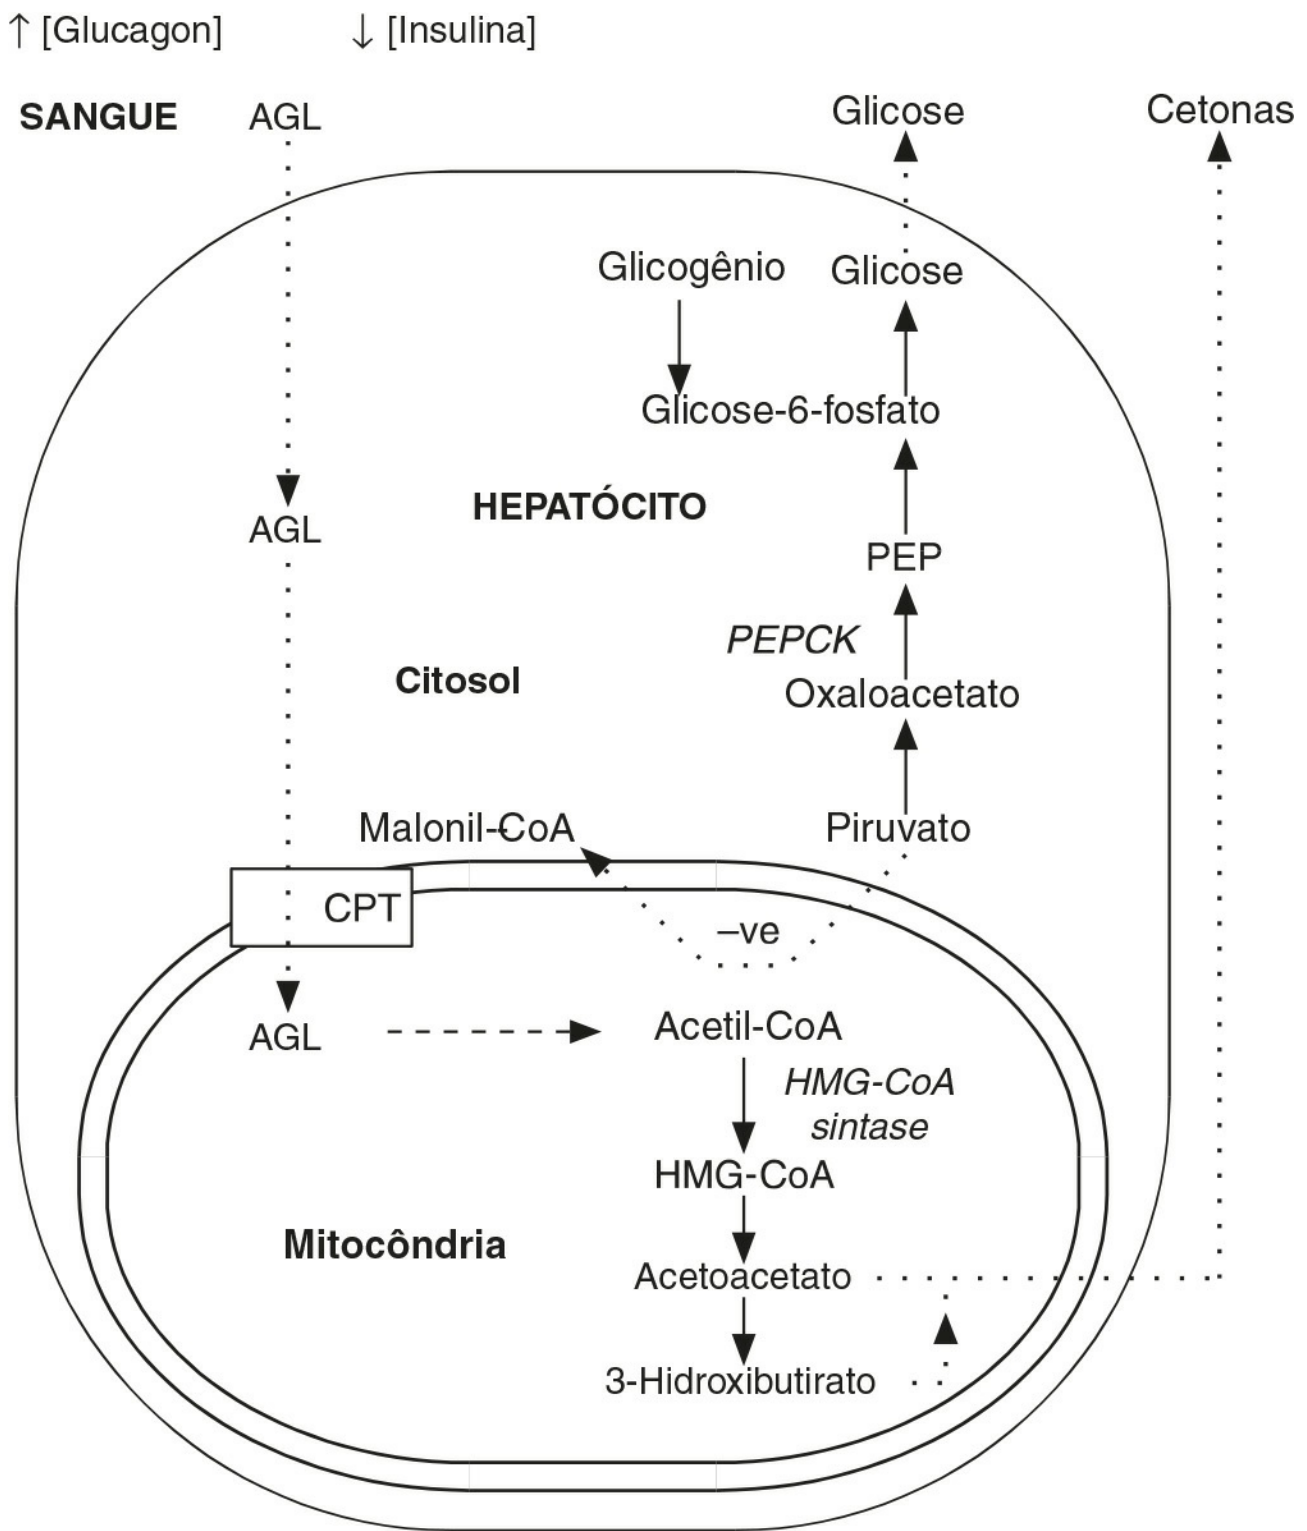 ↑ [Glucagon] ↓ [Insulina]
SANGUE AGL Glicose Cetonas
Glicogênio Glicose
Glicose-6-fosfato
HEPATÓCITO
AGL
PEP
PEPCK
Citosol
Oxaloacetato
Malonil-CoA Piruvato
CPT
–ve
AGL Acetil-CoA
HMG-CoA
sintase
HMG-CoA
Mitocôndria
Acetoacetato
3-Hidroxibutirato